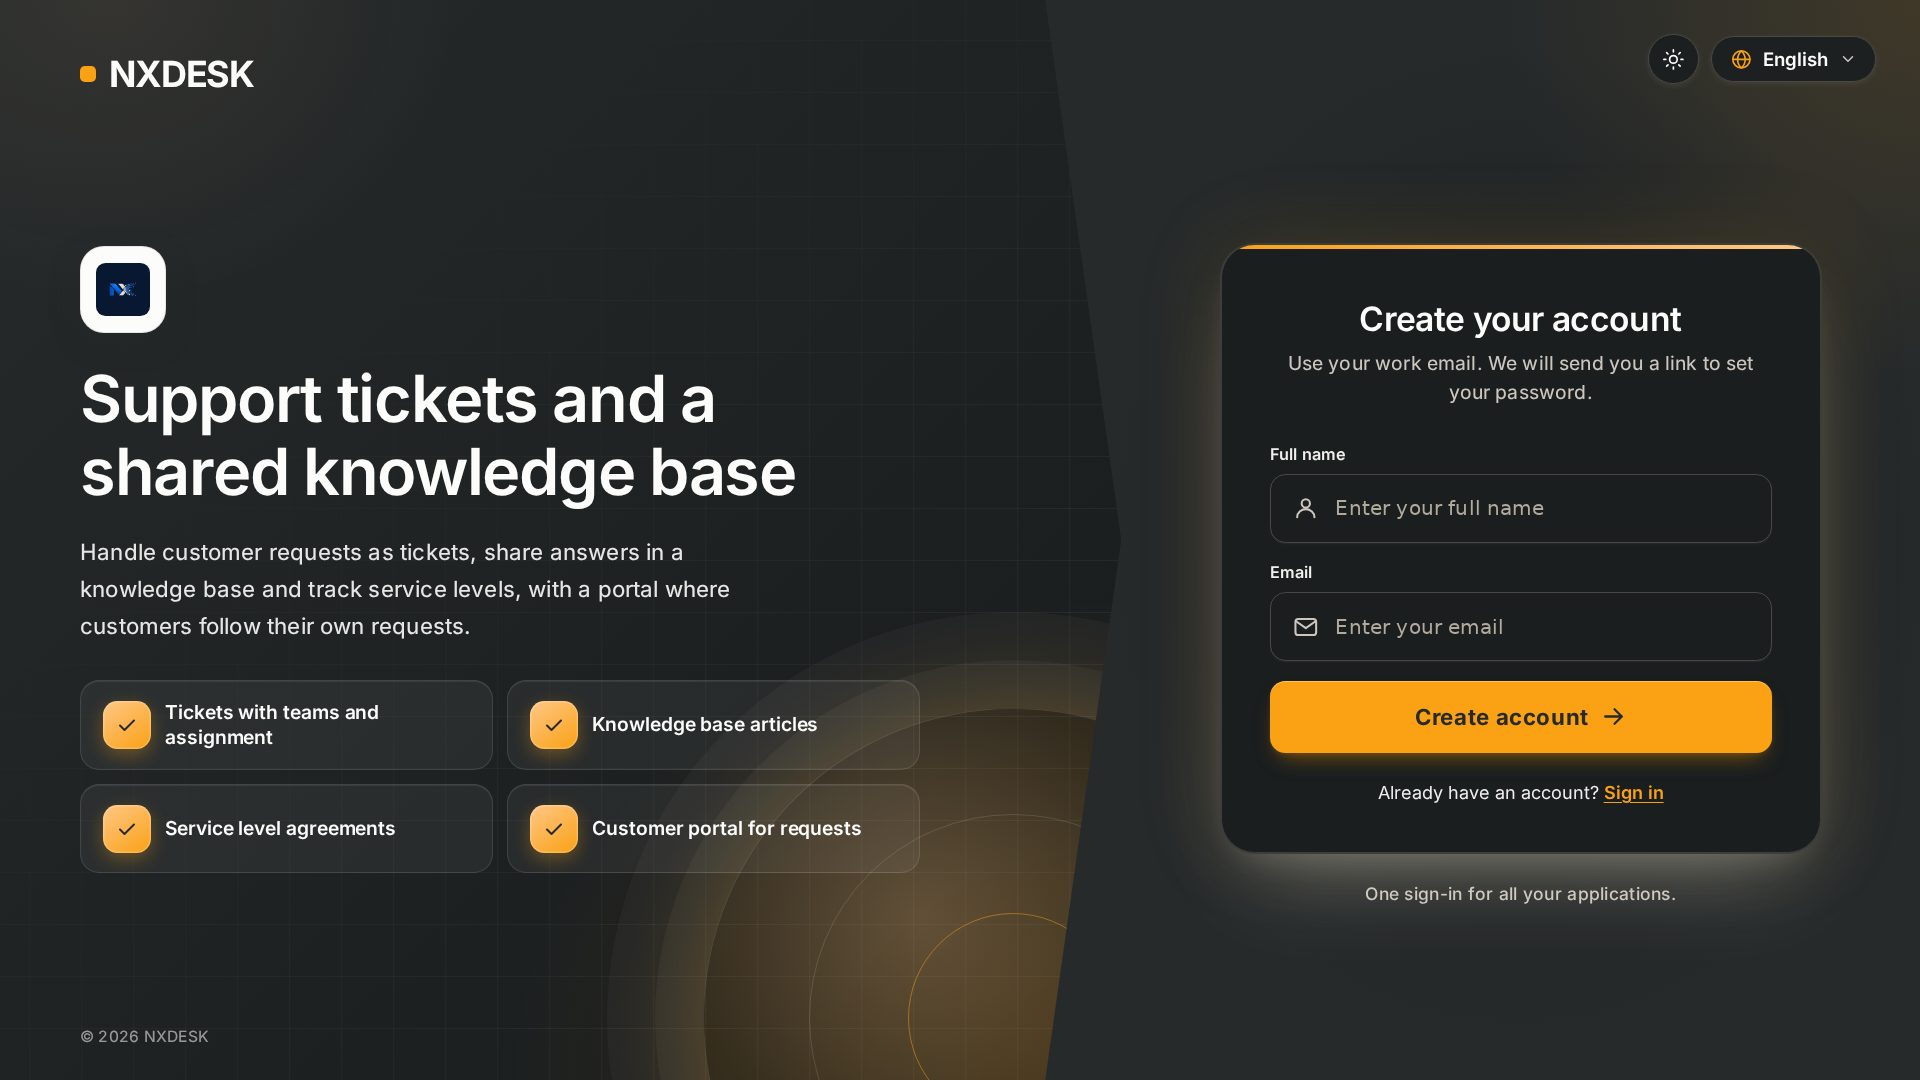 NXDESK
English
NX
Support tickets and a
shared knowledge base
Handle customer requests as tickets, share answers in a
knowledge base and track service levels, with a portal where
customers follow their own requests.
Tickets with teams and
assignment
Knowledge base articles
Service level agreements
Customer portal for requests
© 2026 NXDESK
Create your account
Use your work email. We will send you a link to set
your password.
Full name
Enter your full name
Email
Enter your email
Create account
Already have an account? Sign in
One sign-in for all your applications.